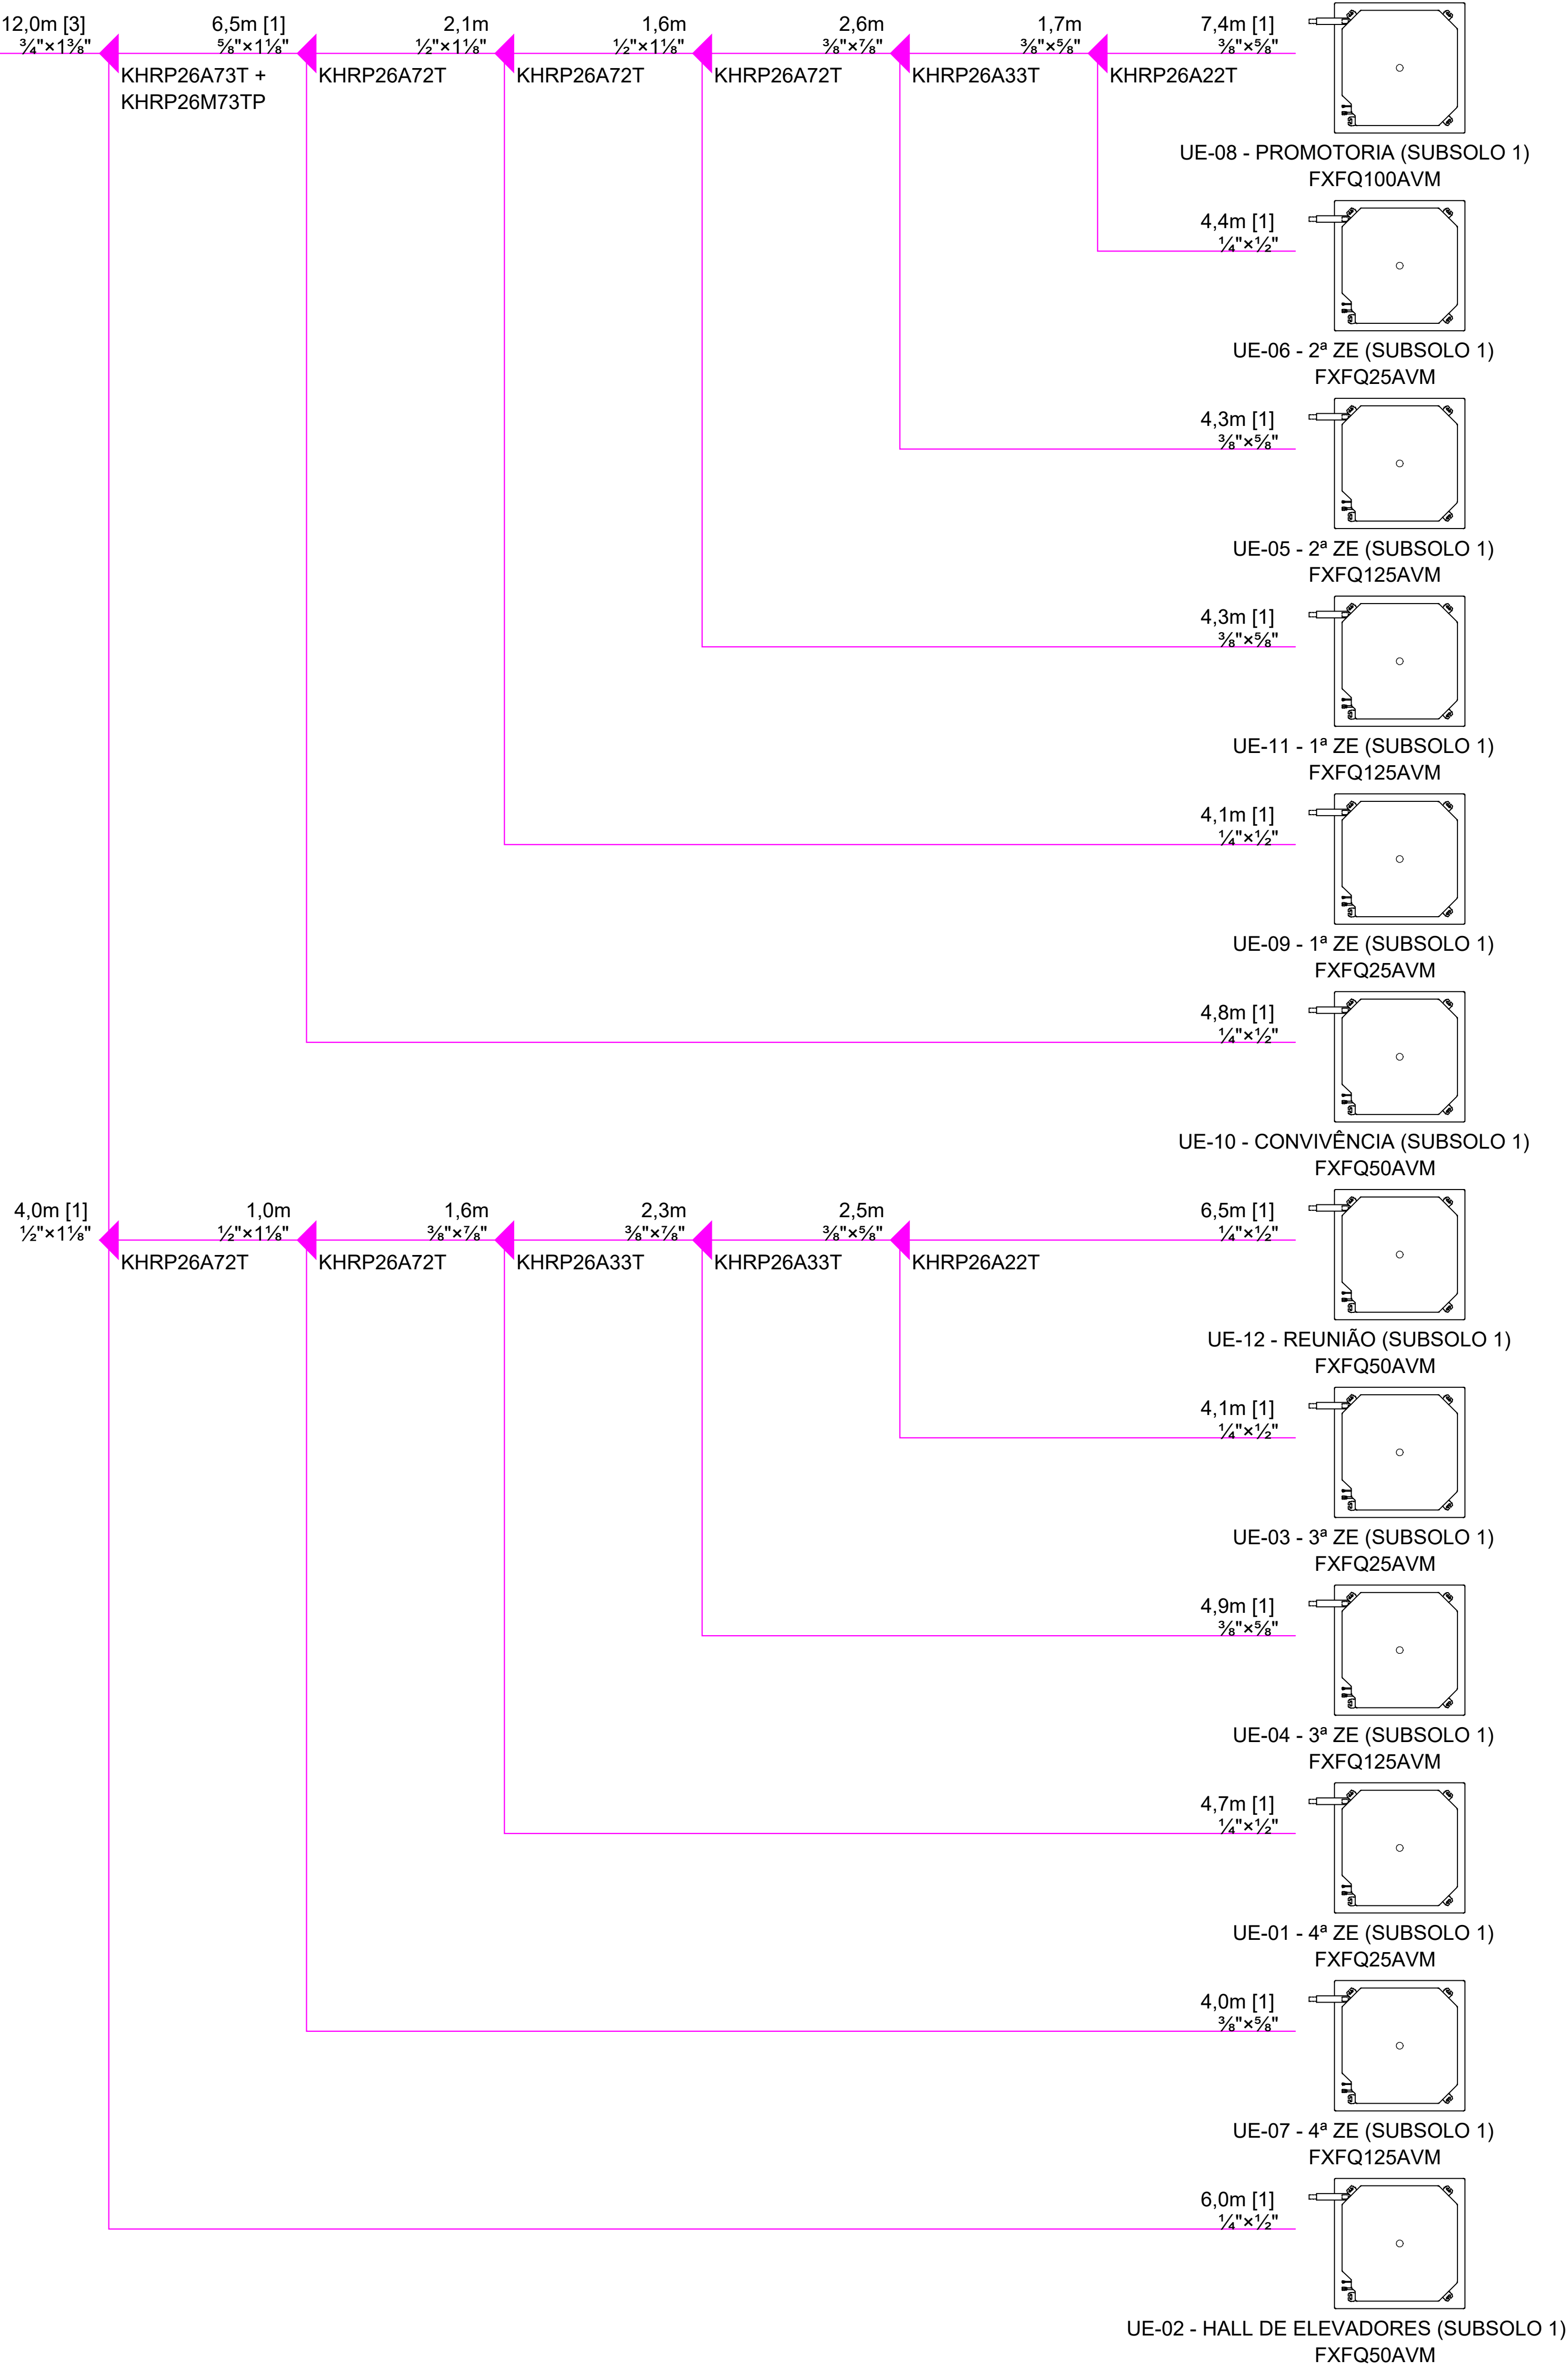 12,0m [3]
¾"×1⅜"
6,5m [1]
⅝"×1⅛"
2,1m
½"×1⅛"
1,6m
½"×1⅛"
2,6m
⅜"×⅞"
1,7m
⅜"×⅝"
7,4m [1]
⅜"×⅝"
KHRP26A73T +
KHRP26M73TP
KHRP26A72T
KHRP26A72T
KHRP26A72T
KHRP26A33T
KHRP26A22T
UE-08 - PROMOTORIA (SUBSOLO 1)
FXFQ100AVM
4,4m [1]
¼"×½"
UE-06 - 2ª ZE (SUBSOLO 1)
FXFQ25AVM
4,3m [1]
⅜"×⅝"
UE-05 - 2ª ZE (SUBSOLO 1)
FXFQ125AVM
4,3m [1]
⅜"×⅝"
UE-11 - 1ª ZE (SUBSOLO 1)
FXFQ125AVM
4,1m [1]
¼"×½"
UE-09 - 1ª ZE (SUBSOLO 1)
FXFQ25AVM
4,8m [1]
¼"×½"
UE-10 - CONVIVÊNCIA (SUBSOLO 1)
FXFQ50AVM
4,0m [1]
½"×1⅛"
1,0m
½"×1⅛"
1,6m
⅜"×⅞"
2,3m
⅜"×⅞"
2,5m
⅜"×⅝"
6,5m [1]
¼"×½"
KHRP26A72T
KHRP26A72T
KHRP26A33T
KHRP26A33T
KHRP26A22T
UE-12 - REUNIÃO (SUBSOLO 1)
FXFQ50AVM
4,1m [1]
¼"×½"
UE-03 - 3ª ZE (SUBSOLO 1)
FXFQ25AVM
4,9m [1]
⅜"×⅝"
UE-04 - 3ª ZE (SUBSOLO 1)
FXFQ125AVM
4,7m [1]
¼"×½"
UE-01 - 4ª ZE (SUBSOLO 1)
FXFQ25AVM
4,0m [1]
⅜"×⅝"
UE-07 - 4ª ZE (SUBSOLO 1)
FXFQ125AVM
6,0m [1]
¼"×½"
UE-02 - HALL DE ELEVADORES (SUBSOLO 1)
FXFQ50AVM